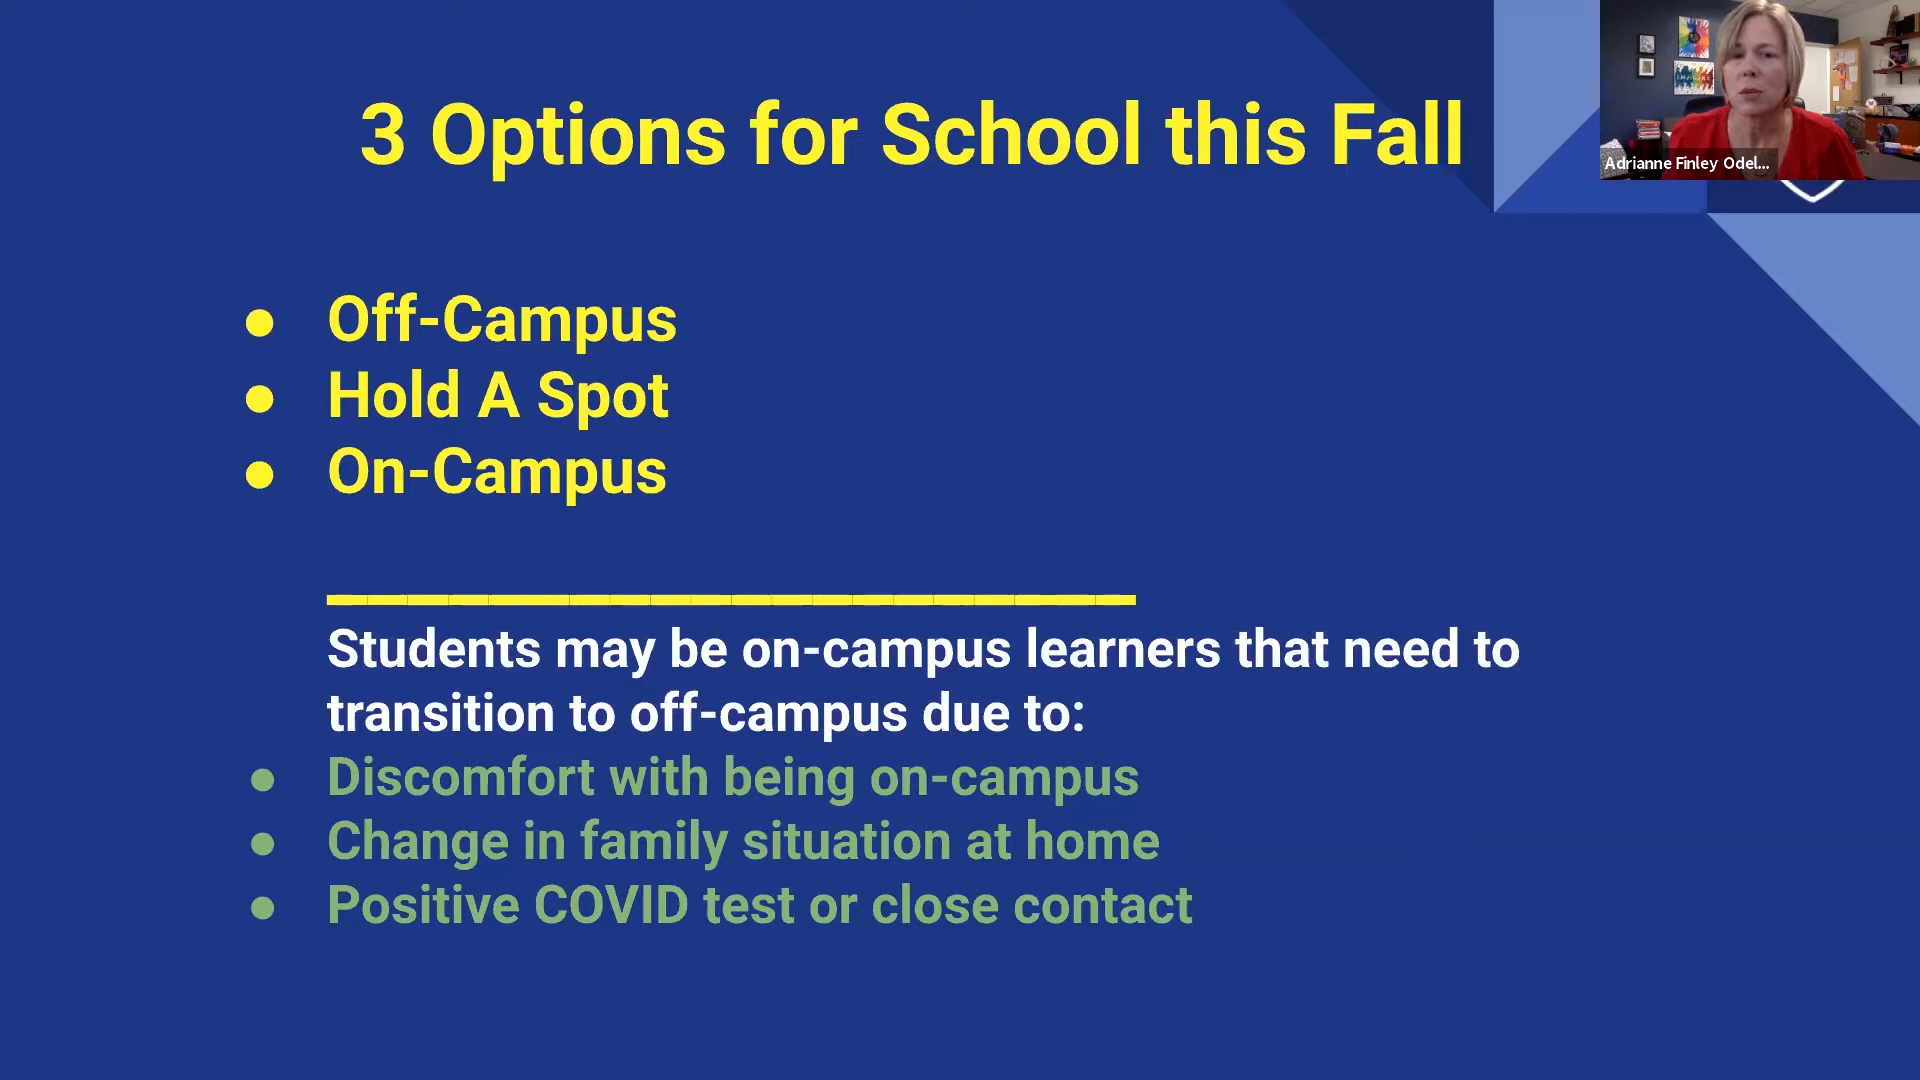 3 Options for School this Fall
Adrianne Finley Odel...
IMAGINE
● Off-Campus
● Hold A Spot
● On-Campus
Students may be on-campus learners that need to
transition to off-campus due to:
● Discomfort with being on-campus
● Change in family situation at home
● Positive COVID test or close contact